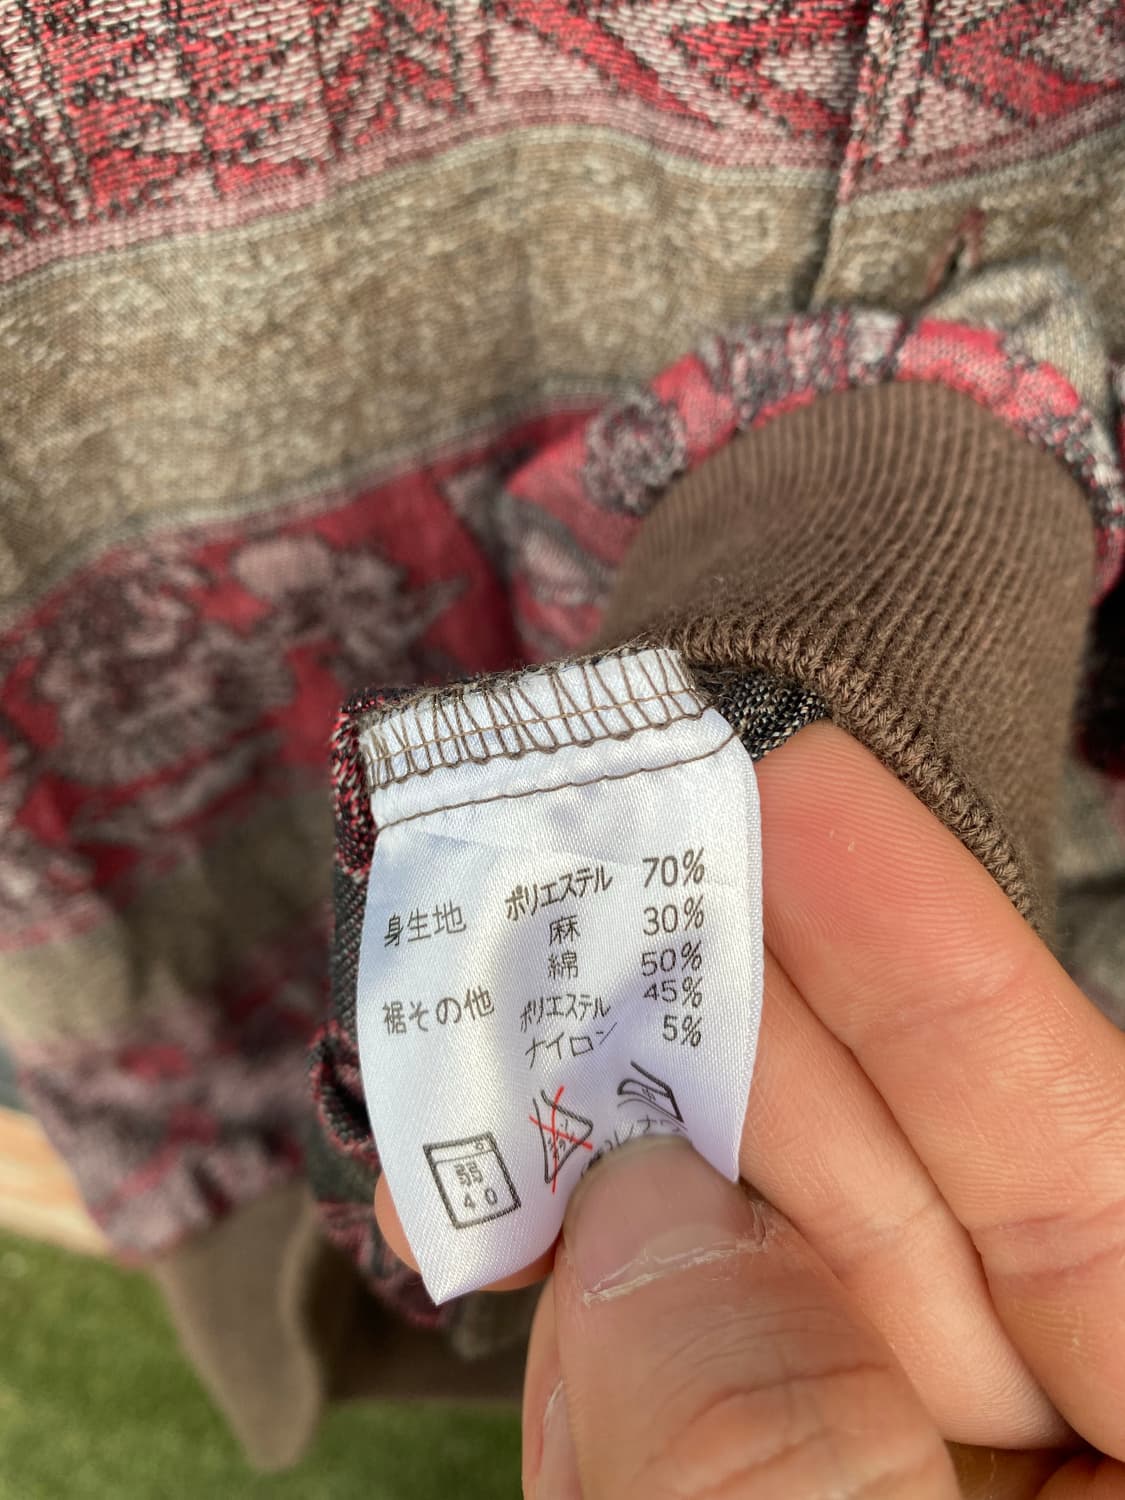 身生地 ポリエステル 70%
麻 30%
綿 50%
裾その他 ポリエステル 45%
ナイロン 5%
弱
40